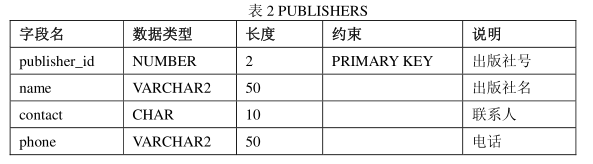 表 2 PUBLISHERS
字段名 数据类型 长度 约束 说明
publisher_id NUMBER 2 PRIMARY KEY 出版社号
name VARCHAR2 50 出版社名
contact CHAR 10 联系人
phone VARCHAR2 50 电话